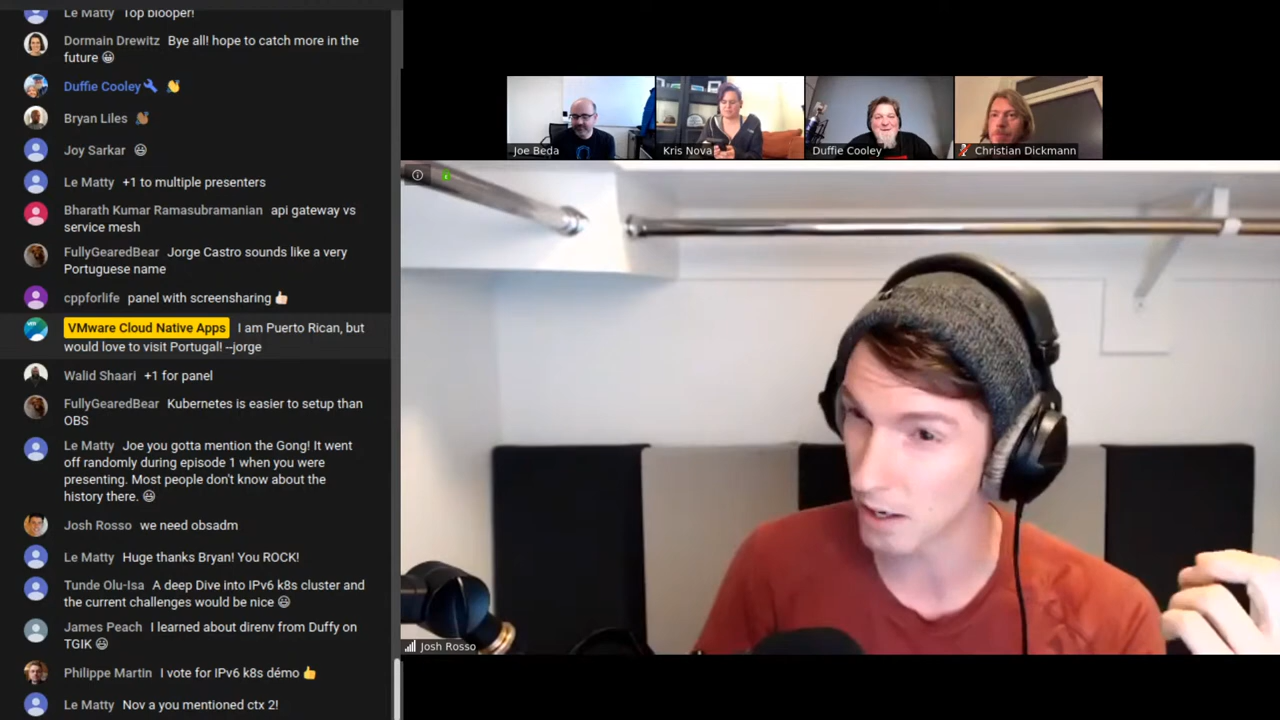 Le Matty Top blooper!
Dormain Drewitz Bye all! hope to catch more in the
future 😀
Duffie Cooley 👋
Bryan Liles 👋🏾
Joy Sarkar 😃
Le Matty +1 to multiple presenters
Bharath Kumar Ramasubramanian api gateway vs
service mesh
FullyGearedBear Jorge Castro sounds like a very
Portuguese name
cppforlife panel with screensharing 👍🏻
VMware Cloud Native Apps I am Puerto Rican, but
would love to visit Portugal! --jorge
Walid Shaari +1 for panel
FullyGearedBear Kubernetes is easier to setup than
OBS
Le Matty Joe you gotta mention the Gong! It went
off randomly during episode 1 when you were
presenting. Most people don't know about the
history there. 😃
Josh Rosso we need obsadm
Le Matty Huge thanks Bryan! You ROCK!
Tunde Olu-Isa A deep Dive into IPv6 k8s cluster and
the current challenges would be nice 😃
James Peach I learned about direnv from Duffy on
TGIK 😃
Philippe Martin I vote for IPv6 k8s démo 👍
Le Matty Nov a you mentioned ctx 2!
Joe Beda
Kris Nova
Duffie Cooley
Christian Dickmann
Josh Rosso